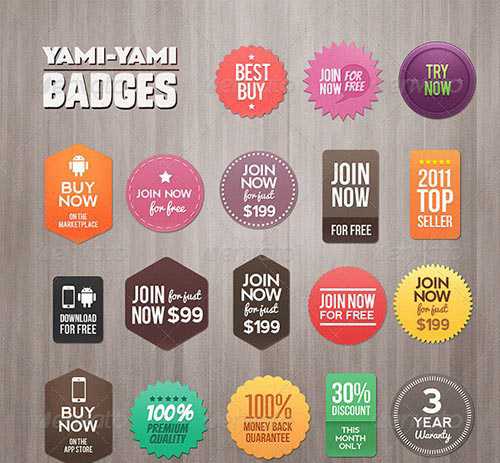 YAMI-YAMI
BADGES
BEST
BUY
JOIN
NOW
FOR
FREE
TRY
NOW
BUY
NOW
ON THE
MARKETPLACE
JOIN NOW
for free
JOIN
NOW
for just
$199
JOIN
NOW
FOR FREE
2011
TOP
SELLER
DOWNLOAD
FOR FREE
JOIN for just
NOW $99
JOIN
NOW
for just
$199
JOIN NOW
FOR FREE
JOIN
NOW
for just
$199
BUY
NOW
ON THE
APP STORE
100%
PREMIUM
QUALITY
100%
MONEY BACK
QUARANTEE
30%
DISCOUNT
THIS
MONTH ONLY
3
YEAR
Warranty